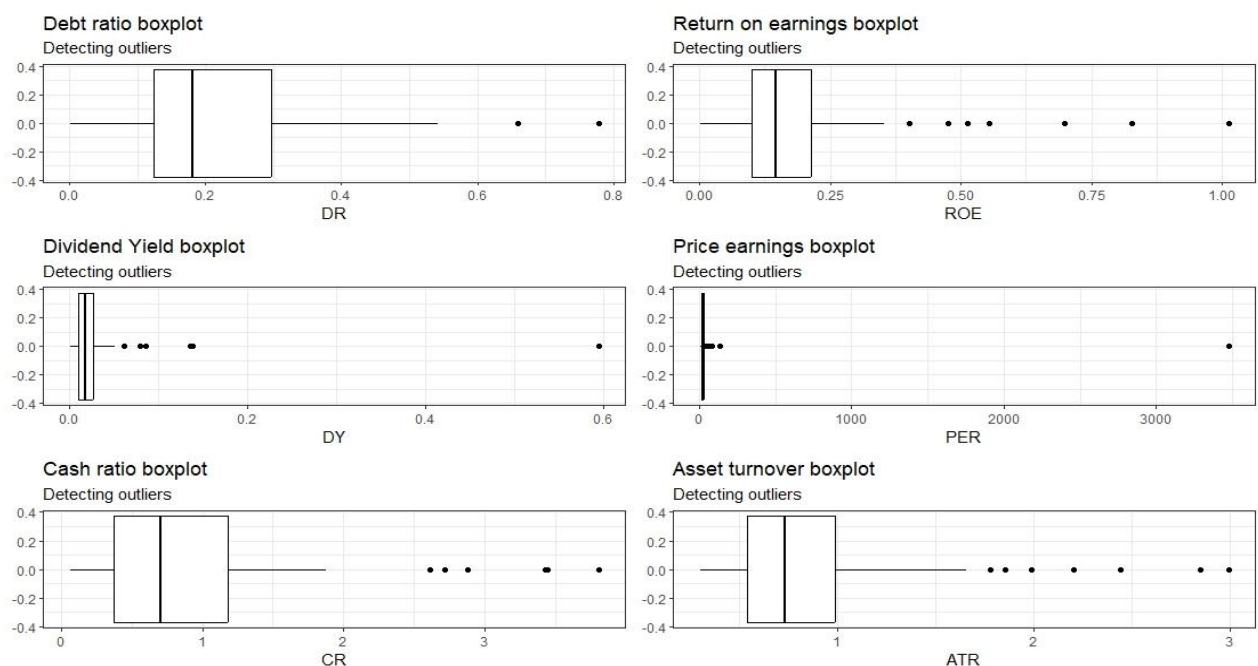 Debt ratio boxplot
Detecting outliers
0.4
0.2
0.0
-0.2
-0.4
0.0 0.2 0.4 0.6 0.8
DR
Return on earnings boxplot
Detecting outliers
0.4
0.2
0.0
-0.2
-0.4
0.00 0.25 0.50 0.75 1.00
ROE
Dividend Yield boxplot
Detecting outliers
0.4
0.2
0.0
-0.2
-0.4
0.0 0.2 0.4 0.6
DY
Price earnings boxplot
Detecting outliers
0.4
0.2
0.0
-0.2
-0.4
0 1000 2000 3000
PER
Cash ratio boxplot
Detecting outliers
0.4
0.2
0.0
-0.2
-0.4
0 1 2 3
CR
Asset turnover boxplot
Detecting outliers
0.4
0.2
0.0
-0.2
-0.4
1 2 3
ATR